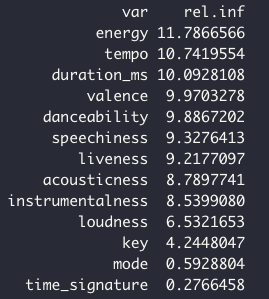 var rel.inf
energy 11.7866566
tempo 10.7419554
duration_ms 10.0928108
valence 9.9703278
danceability 9.8867202
speechiness 9.3276413
liveness 9.2177097
acousticness 8.7897741
instrumentalness 8.5399080
loudness 6.5321653
key 4.2448047
mode 0.5928804
time_signature 0.2766458